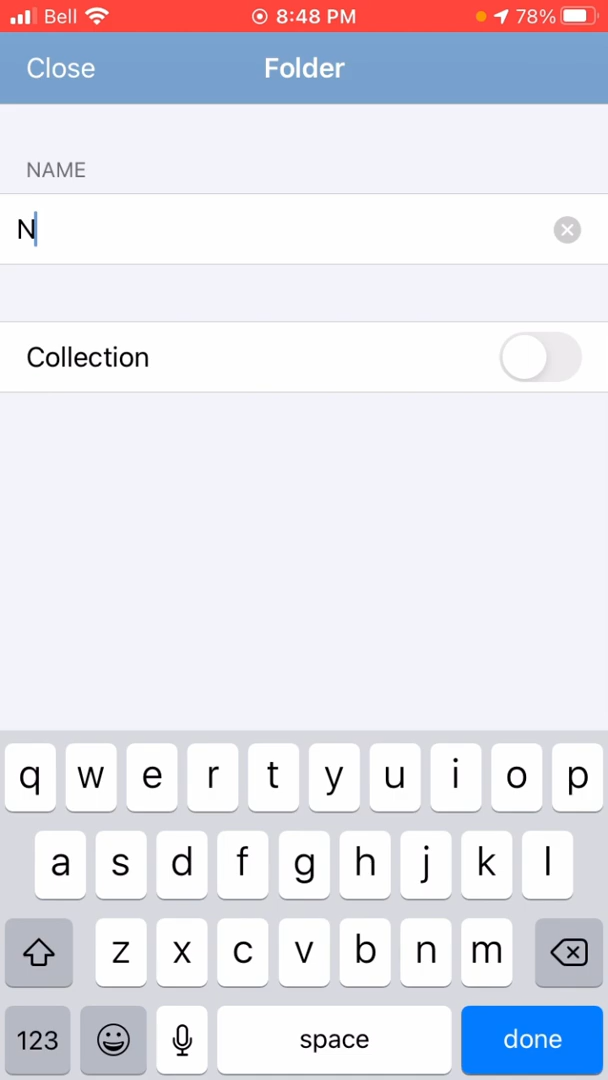 Bell 8:48 PM 78%
Close Folder
NAME
N
Collection
q w e r t y u i o p
a s d f g h j k l
z x c v b n m
123 space done